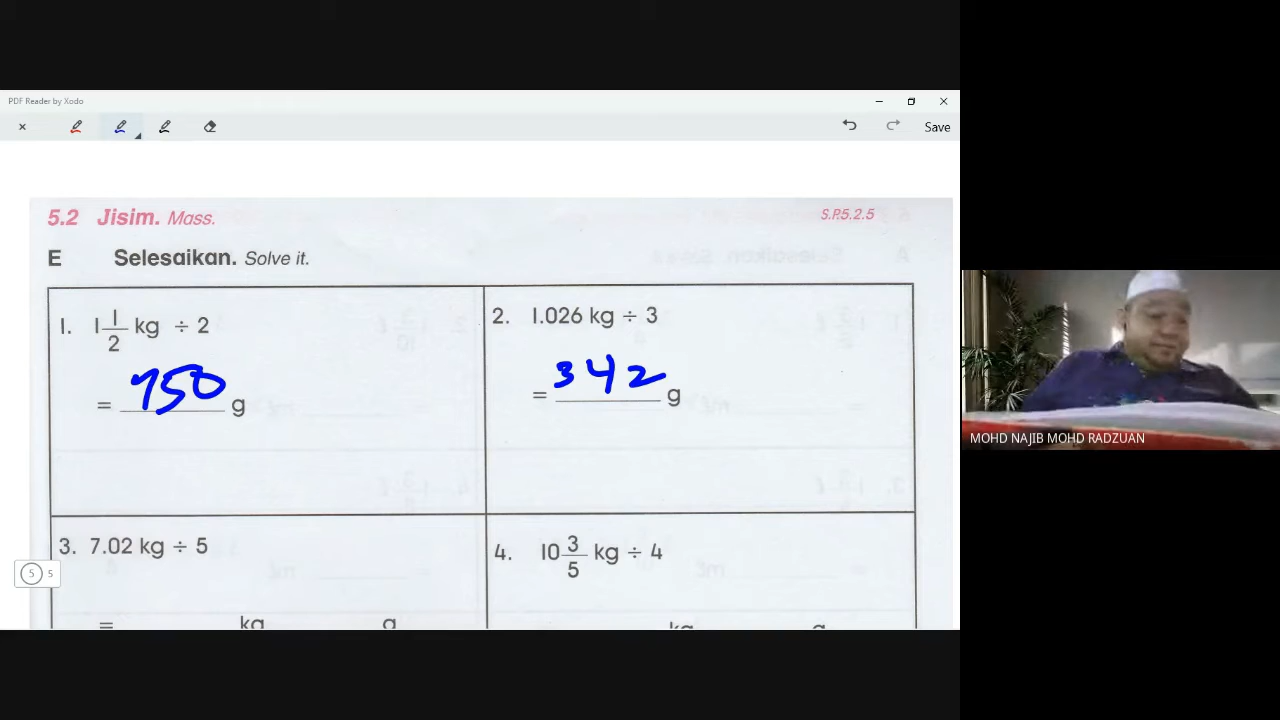 PDF Reader by Xodo
Save
5.2 Jisim. Mass. S.P.5.2.5
E Selesaikan. Solve it.
1. 1 1/2 kg ÷ 2
= 750 g
2. 1.026 kg ÷ 3
= 342 g
3. 7.02 kg ÷ 5
= kg g
4. 10 3/5 kg ÷ 4
kg g
5 5
MOHD NAJIB MOHD RADZUAN